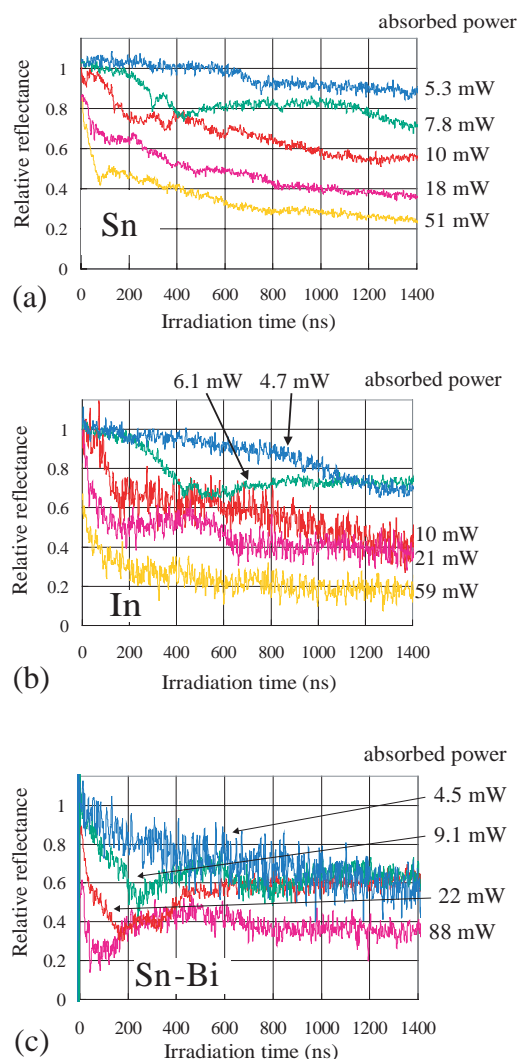 absorbed power
Relative reflectance
1
0.8
0.6
0.4
0.2
0
5.3 mW
7.8 mW
10 mW
18 mW
51 mW
Sn
0 200 400 600 800 1000 1200 1400
(a)
Irradiation time (ns)
6.1 mW 4.7 mW absorbed power
Relative reflectance
1
0.8
0.6
0.4
0.2
0
10 mW
21 mW
59 mW
In
0 200 400 600 800 1000 1200 1400
(b)
Irradiation time (ns)
absorbed power
Relative reflectance
1
0.8
0.6
0.4
0.2
0
4.5 mW
9.1 mW
22 mW
88 mW
Sn-Bi
0 200 400 600 800 1000 1200 1400
(c)
Irradiation time (ns)